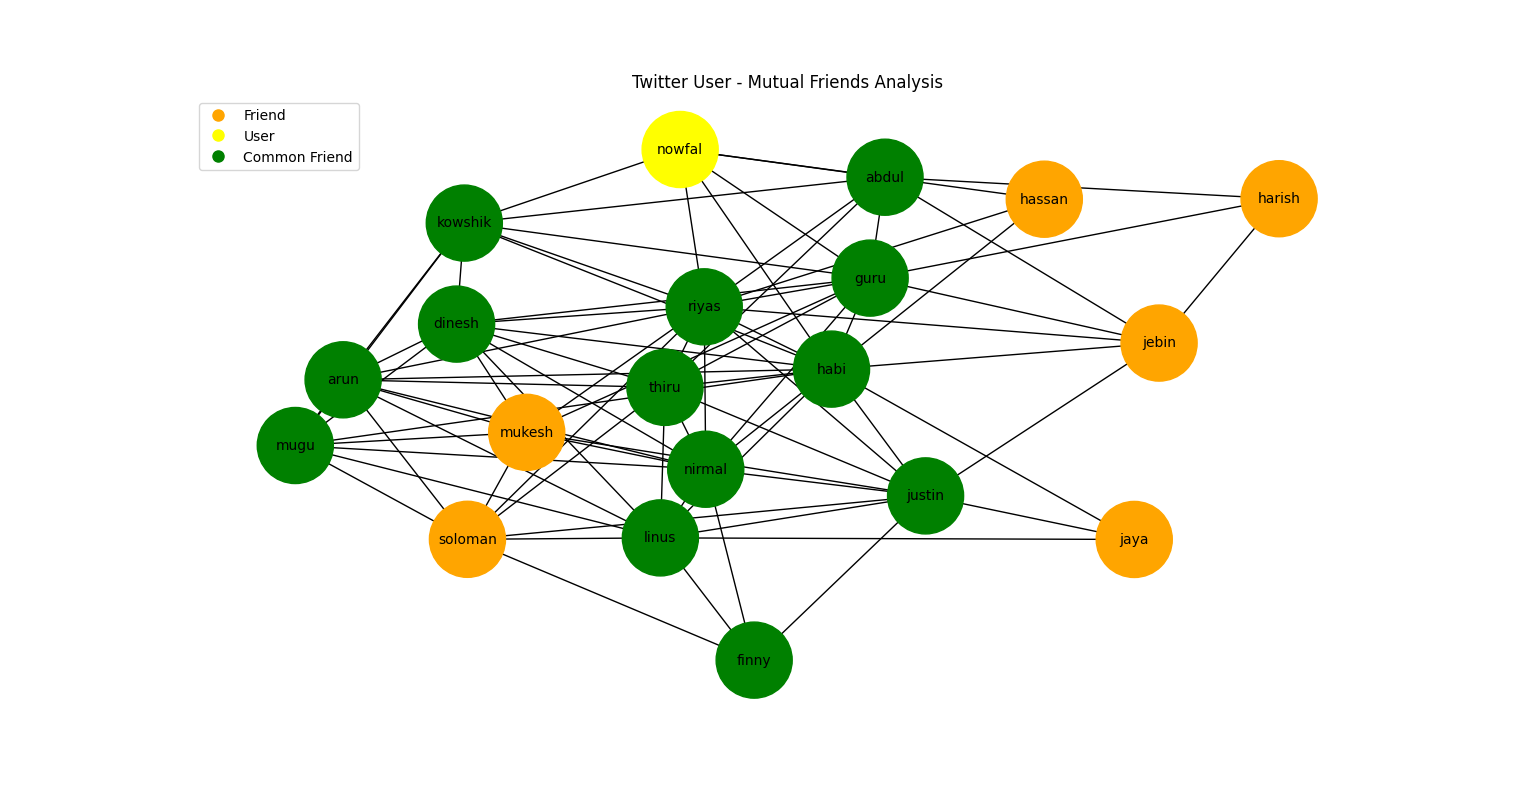 Twitter User - Mutual Friends Analysis
Friend
User
Common Friend
nowfal
abdul
hassan
harish
kowshik
guru
riyas
dinesh
jebin
habi
arun
thiru
mukesh
mugu
nirmal
justin
soloman
linus
jaya
finny